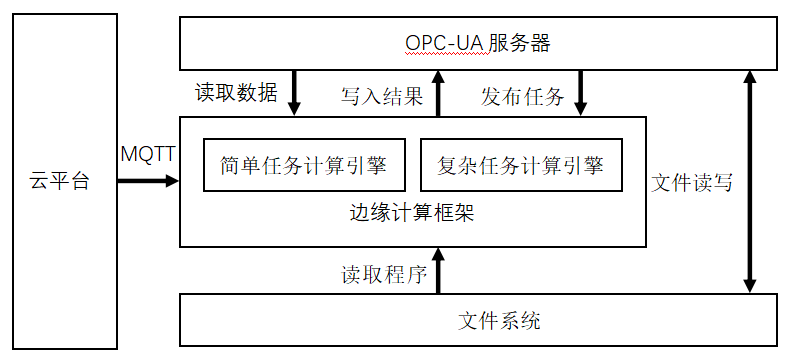 OPC-UA 服务器
读取数据
写入结果
发布任务
MQTT
云平台
简单任务计算引擎
复杂任务计算引擎
边缘计算框架
文件读写
读取程序
文件系统